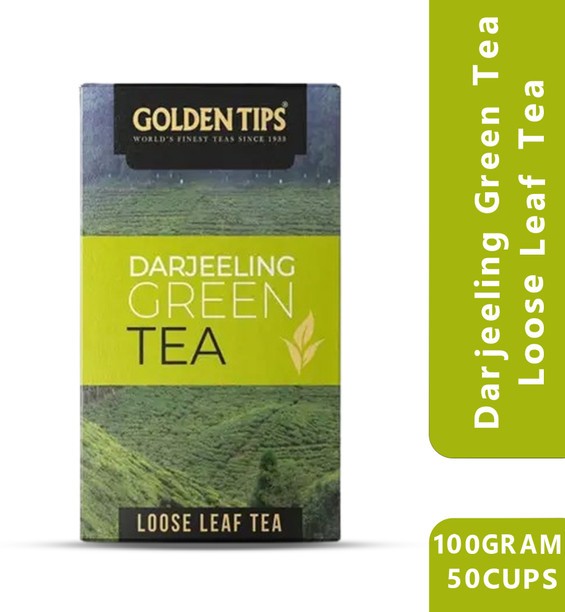 GOLDEN TIPS®
WORLD'S FINEST TEAS SINCE 1933
DARJEELING
GREEN
TEA
LOOSE LEAF TEA
Darjeeling Green Tea
Loose Leaf Tea
100GRAM
50CUPS